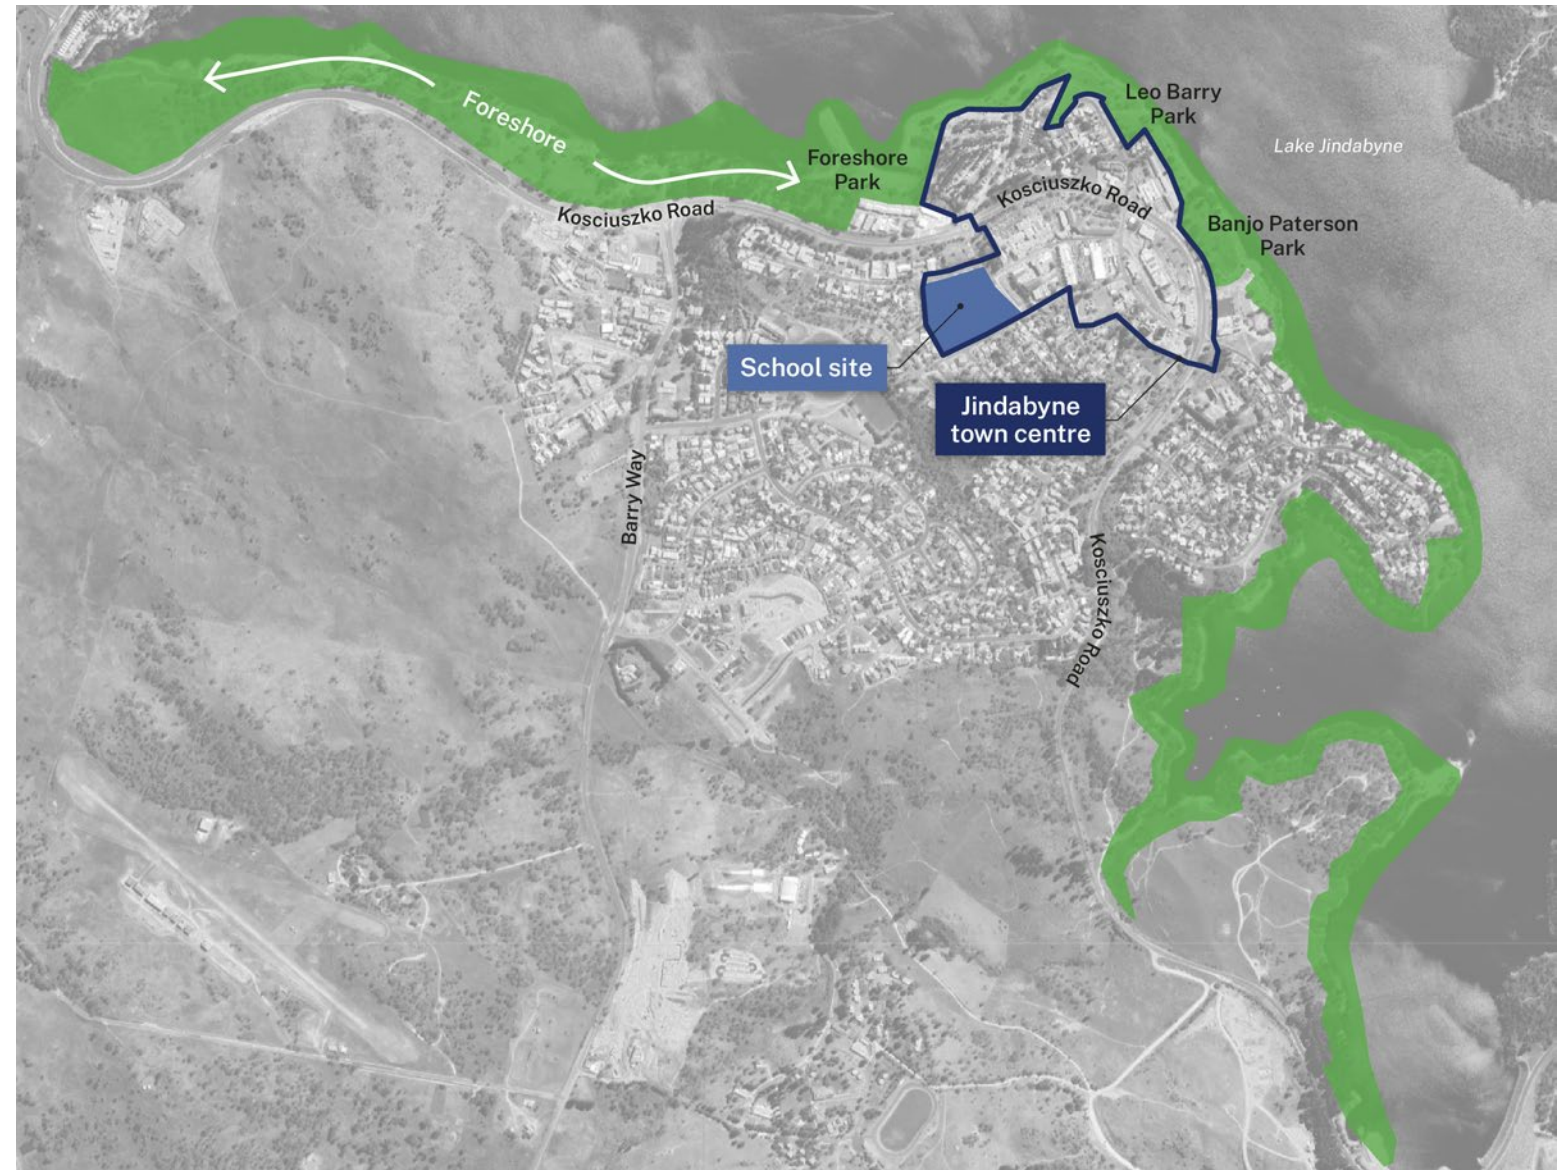 Foreshore
Leo Barry
Park
Lake Jindabyne
Foreshore
Park
Kosciuszko Road
Kosciuszko Road
Banjo Paterson
Park
School site
Jindabyne
town centre
Barry Way
Kosciuszko Road